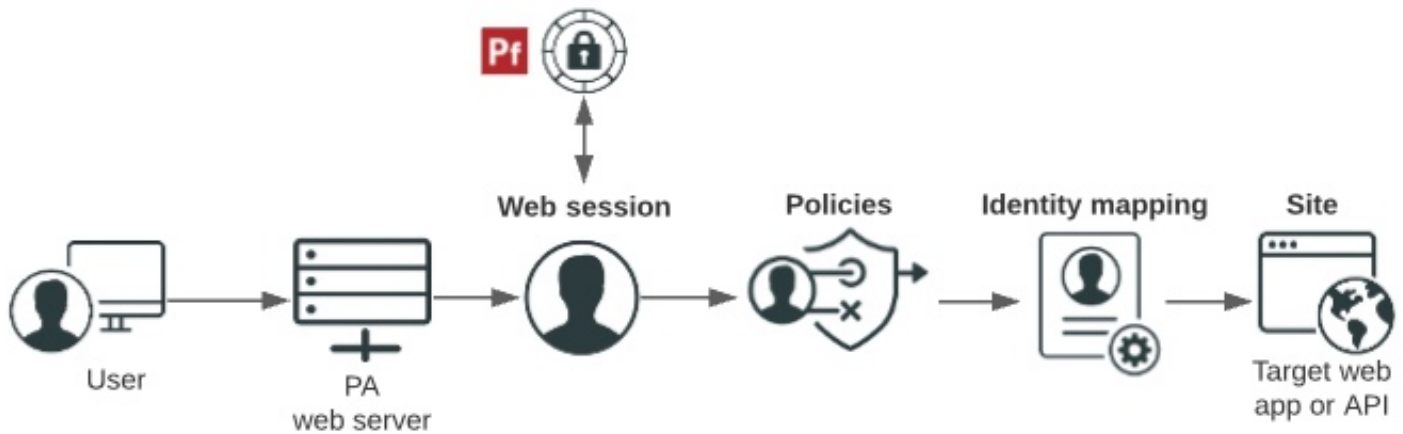 Pf
Web session
Policies
Identity mapping
Site
User
PA
web server
Target web
app or API